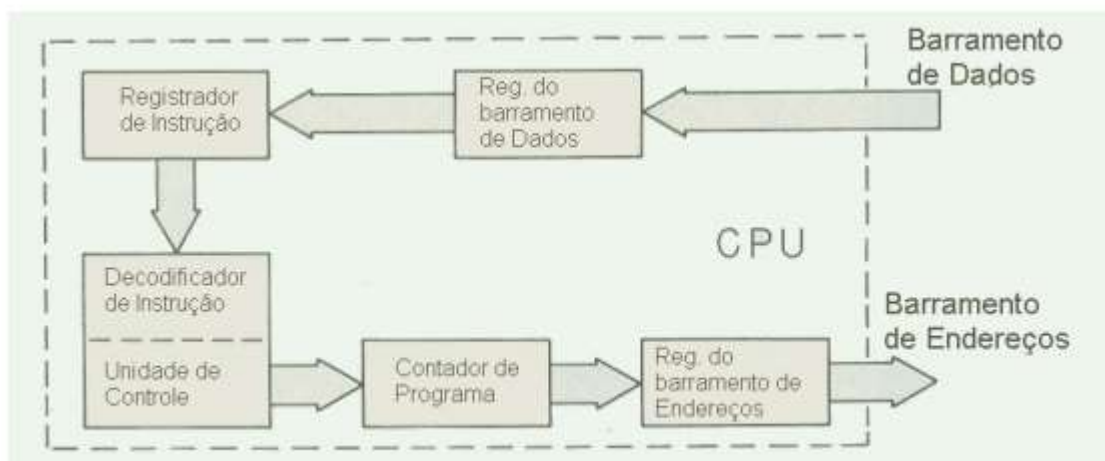 Barramento
de Dados
Registrador
de Instrução
Reg. do
barramento
de Dados
CPU
Decodificador
de Instrução
Unidade de
Controle
Contador de
Programa
Reg. do
barramento de
Endereços
Barramento
de Endereços